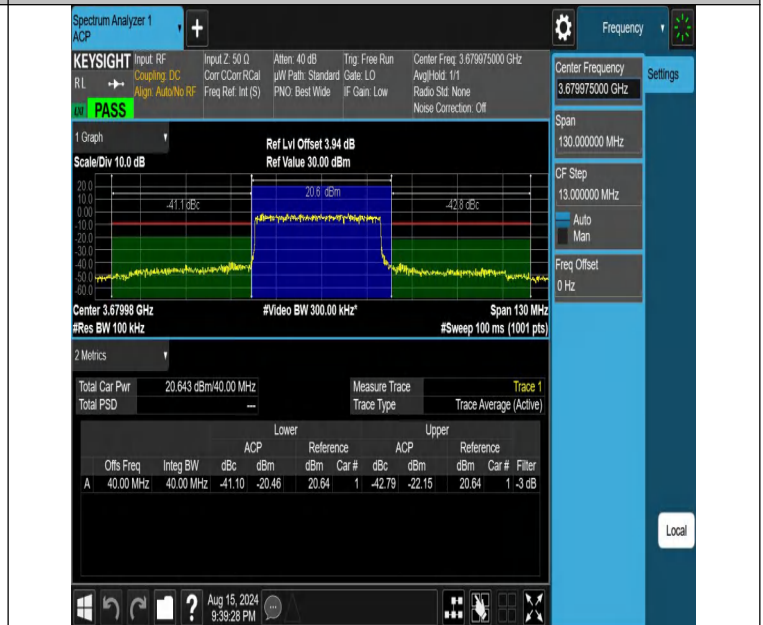 Spectrum Analyzer 1
ACP
+
Frequency
KEYSIGHT
RL
PASS
Input: RF
Coupling: DC
Align: Auto/No RF
Input Z: 50 Ω
Corr CCorr RCal
Freq Ref: Int (S)
Atten: 40 dB
µW Path: Standard
PNO: Best Wide
Trig: Free Run
Gate: LO
IF Gain: Low
Center Freq: 3.679975000 GHz
Avg|Hold: 1/1
Radio Std: None
Noise Correction: Off
Center Frequency
3.679975000 GHz
Settings
Span
130.000000 MHz
CF Step
13.000000 MHz
Auto
Man
Freq Offset
0 Hz
1 Graph
Scale/Div 10.0 dB
Ref Lvl Offset 3.94 dB
Ref Value 30.00 dBm
20.0
10.0
0.00
-10.0
-20.0
-30.0
-40.0
-50.0
-60.0
-41.1 dBc
20.6 dBm
-42.8 dBc
Center 3.67998 GHz
#Video BW 300.00 kHz*
Span 130 MHz
#Res BW 100 kHz
#Sweep 100 ms (1001 pts)
2 Metrics
Total Car Pwr 20.643 dBm/40.00 MHz
Measure Trace Trace 1
Total PSD ---
Trace Type Trace Average (Active)
Lower Upper
ACP Reference ACP Reference
Offs Freq Integ BW dBc dBm dBm Car # dBc dBm dBm Car # Filter
A 40.00 MHz 40.00 MHz -41.10 -20.46 20.64 1 -42.79 -22.15 20.64 1 -3 dB
Local
?
Aug 15, 2024
9:39:28 PM